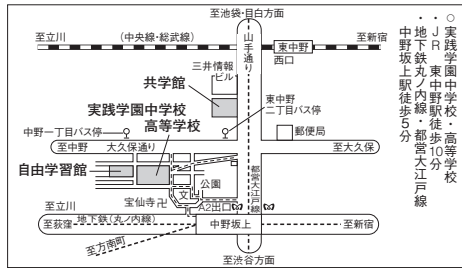 ○実践学園中学校・高等学校
・JR 東中野駅徒歩10分
・地下鉄丸ノ内線・都営大江戸線
中野坂上駅徒歩5分
至池袋・目白方面
至立川
(中央線・総武線)
山手通り
東中野
至新宿
西口
三井情報
ビル
共学館
実践学園中学校
高等学校
東中野
二丁目バス停
中野一丁目バス停
郵便局
至中野
大久保通り
至大久保
自由学習館
公園
文
都営大江戸線
宝仙寺卍
A2出口
至立川
至荻窪
地下鉄(丸ノ内線)
中野坂上
至新宿
至方南町
至渋谷方面